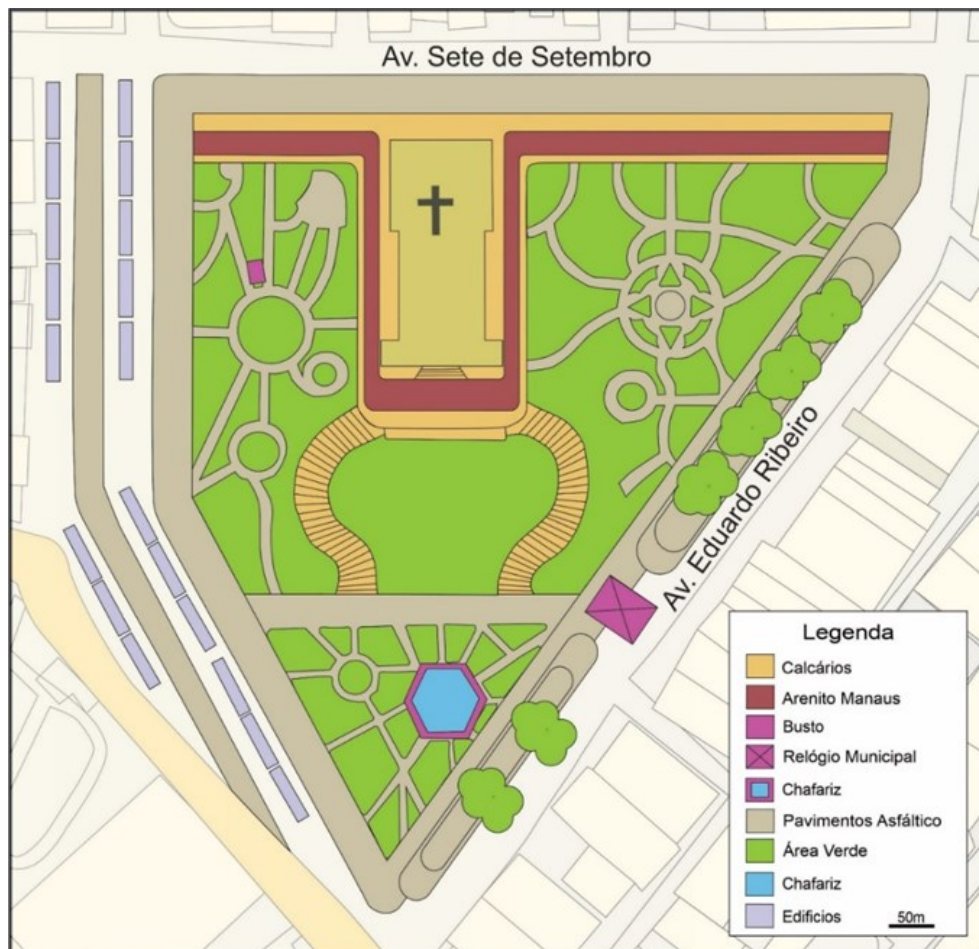 Av. Sete de Setembro
Av. Eduardo Ribeiro
Legenda
Calcários
Arenito Manaus
Busto
Relógio Municipal
Chafariz
Pavimentos Asfáltico
Área Verde
Chafariz
Edificios
50m